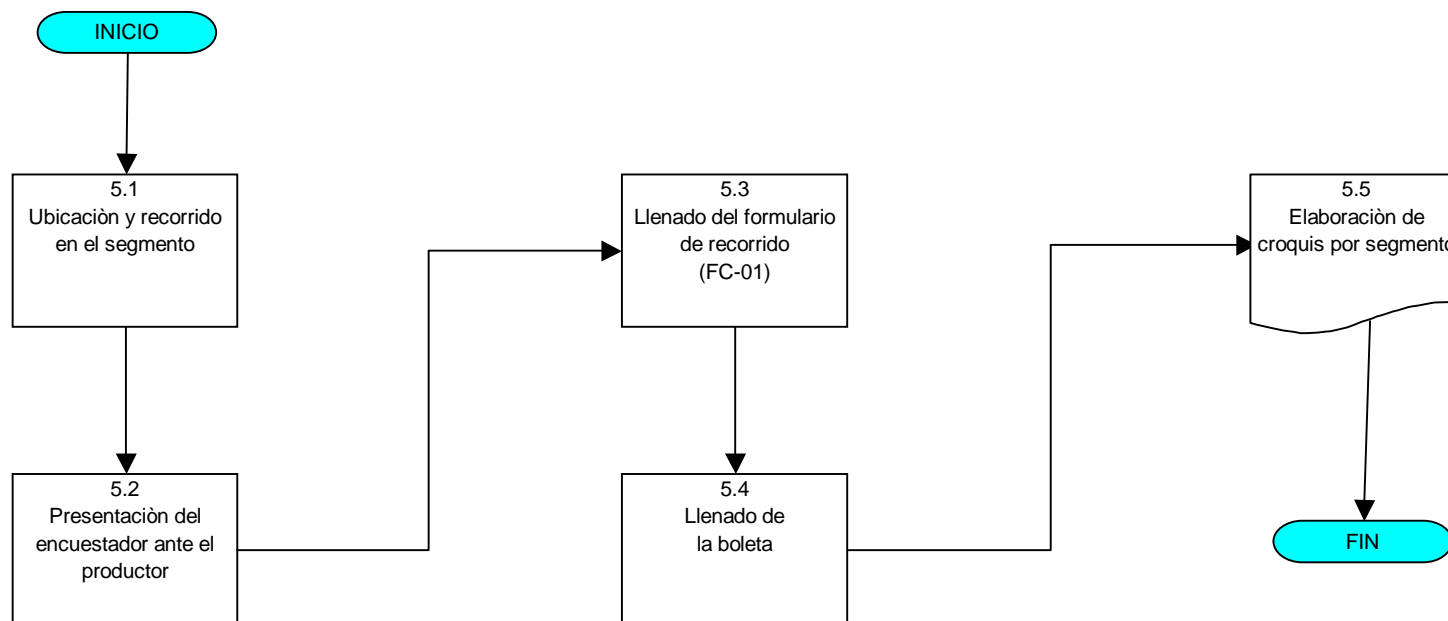 INICIO
5.1
Ubicaciòn y recorrido
en el segmento
5.2
Presentaciòn del
encuestador ante el
productor
5.3
Llenado del formulario
de recorrido
(FC-01)
5.4
Llenado de
la boleta
5.5
Elaboraciòn de
croquis por segmento
FIN